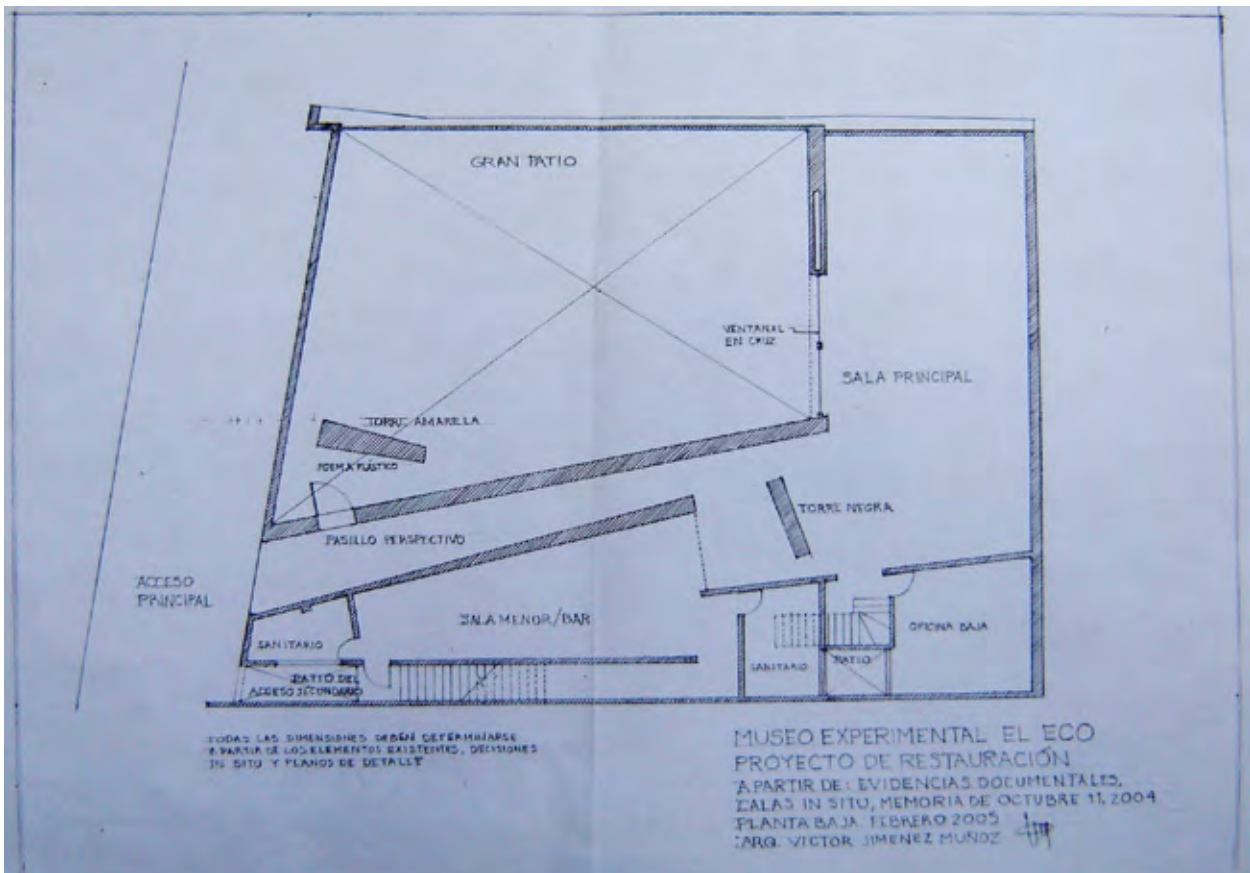 GRAN PATIO
VENTANAL
EN CRUZ
SALA PRINCIPAL
TORRE AMARILLA
POEMA PLÁSTICO
TORRE NEGRA
PASILLO PERSPECTIVO
ACCESO
PRINCIPAL
SALA MENOR/BAR
OFICINA BAJA
SANITARIO
SANITARIO
PATIO
PATIO DEL
ACCESO SECUNDARIO
TODAS LAS DIMENSIONES DEBEN DETERMINARSE
A PARTIR DE LOS ELEMENTOS EXISTENTES, DECISIONES
IN SITU Y PLANOS DE DETALLE
MUSEO EXPERIMENTAL EL ECO
PROYECTO DE RESTAURACIÓN
A PARTIR DE: EVIDENCIAS DOCUMENTALES,
CALAS IN SITU, MEMORIA DE OCTUBRE 11, 2004
PLANTA BAJA FEBRERO 2005
ARQ. VICTOR JIMENEZ MUÑOZ